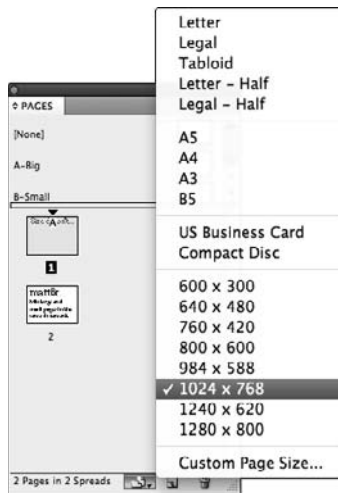 PAGES
[None]
A-Big
B-Small
1
mattör
2
2 Pages in 2 Spreads
Letter
Legal
Tabloid
Letter - Half
Legal - Half
A5
A4
A3
B5
US Business Card
Compact Disc
600 x 300
640 x 480
760 x 420
800 x 600
984 x 588
✓ 1024 x 768
1240 x 620
1280 x 800
Custom Page Size...